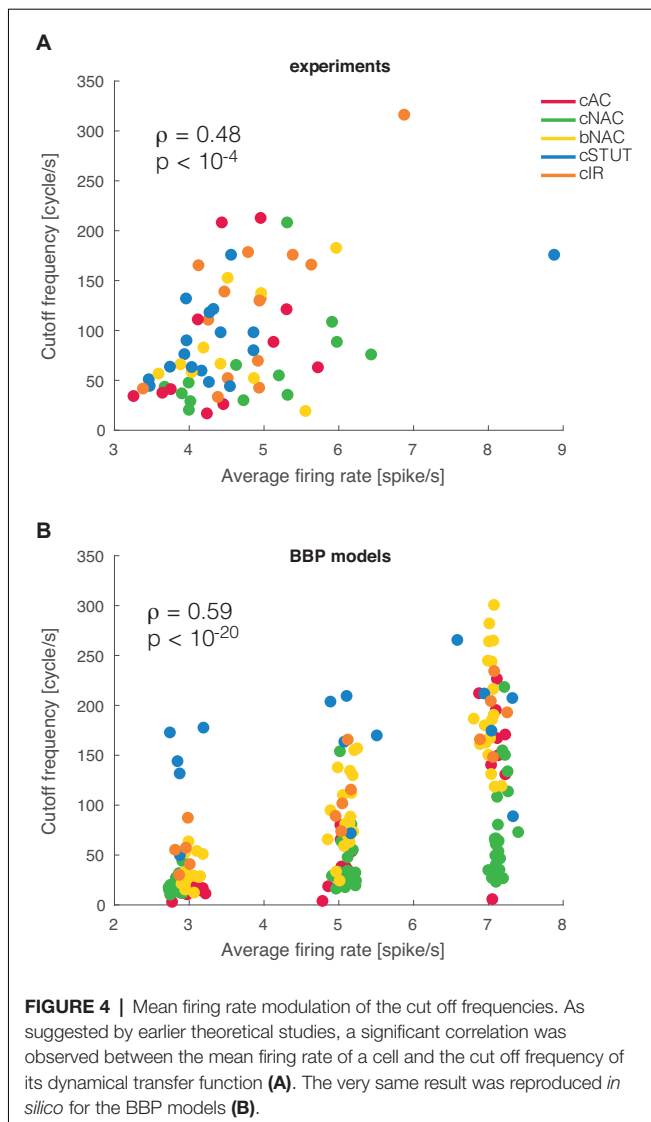 A
experiments
350
300
250
200
150
100
50
0
Cutoff frequency [cycle/s]
ρ = 0.48
p < 10-4
cAC
cNAC
bNAC
cSTUT
cIR
3 4 5 6 7 8 9
Average firing rate [spike/s]
B
BBP models
350
300
250
200
150
100
50
0
Cutoff frequency [cycle/s]
ρ = 0.59
p < 10-20
2 3 4 5 6 7 8
Average firing rate [spike/s]
FIGURE 4 | Mean firing rate modulation of the cut off frequencies. As
suggested by earlier theoretical studies, a significant correlation was
observed between the mean firing rate of a cell and the cut off frequency of
its dynamical transfer function (A). The very same result was reproduced in
silico for the BBP models (B).